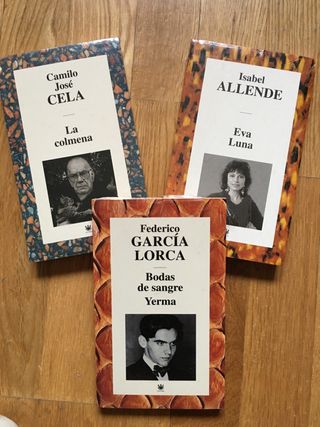 Camilo
José
CELA
La
colmena
Isabel
ALLENDE
Eva
Luna
Federico
GARCÍA
LORCA
Bodas
de sangre
Yerma